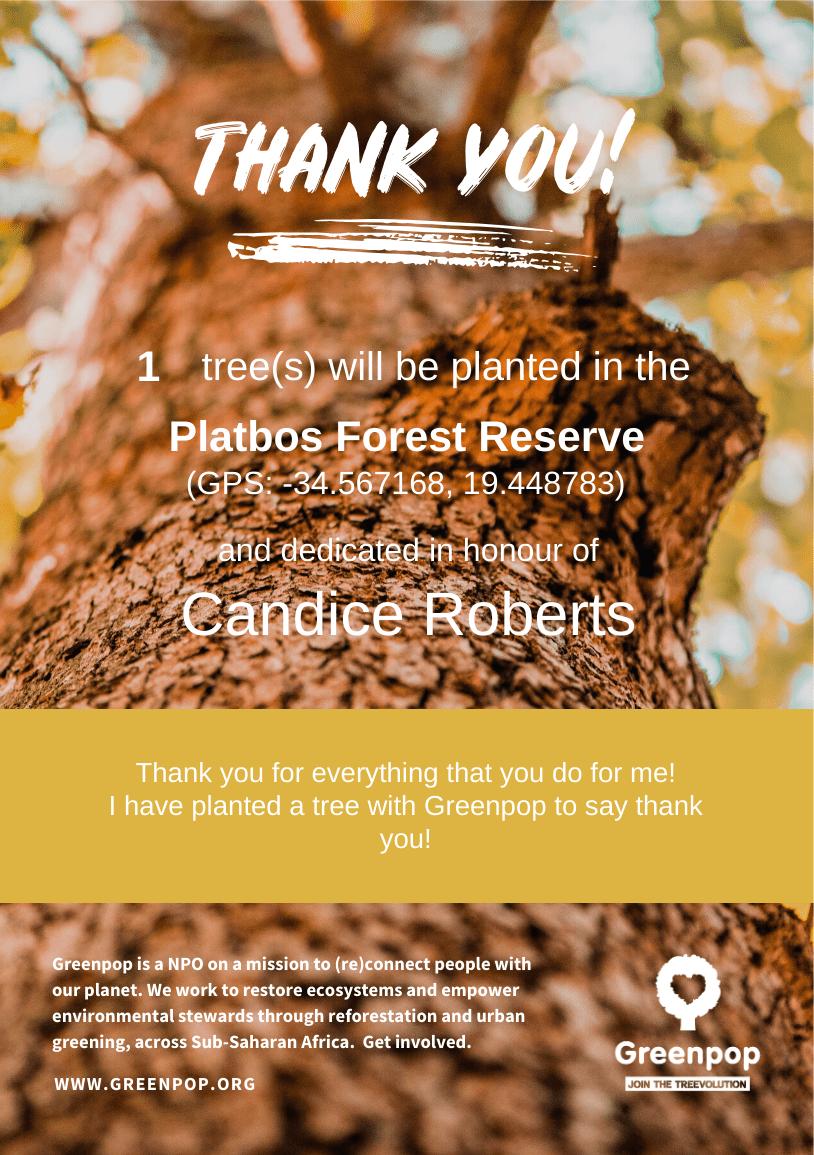 THANK YOU!
1 tree(s) will be planted in the
Platbos Forest Reserve
(GPS: -34.567168, 19.448783)
and dedicated in honour of
Candice Roberts
Thank you for everything that you do for me!
I have planted a tree with Greenpop to say thank
you!
Greenpop is a NPO on a mission to (re)connect people with
our planet. We work to restore ecosystems and empower
environmental stewards through reforestation and urban
greening, across Sub-Saharan Africa.  Get involved.
WWW.GREENPOP.ORG
Greenpop
JOIN THE TREEVOLUTION